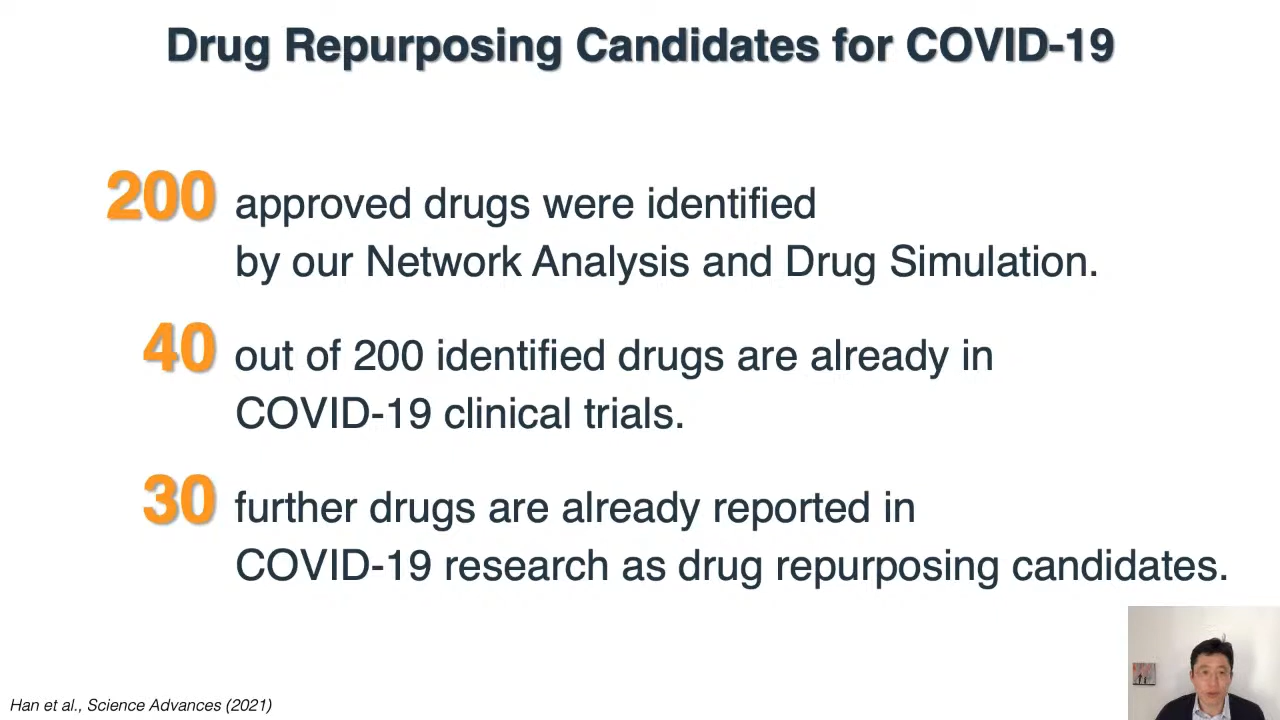 Drug Repurposing Candidates for COVID-19
200 approved drugs were identified
by our Network Analysis and Drug Simulation.
40 out of 200 identified drugs are already in
COVID-19 clinical trials.
30 further drugs are already reported in
COVID-19 research as drug repurposing candidates.
Han et al., Science Advances (2021)